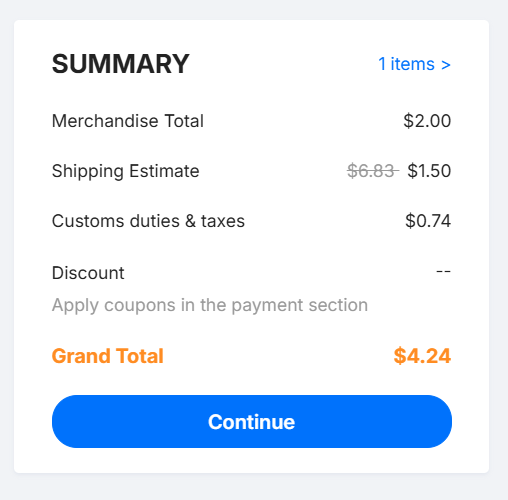 SUMMARY 1 items >
Merchandise Total $2.00
Shipping Estimate $6.83 $1.50
Customs duties & taxes $0.74
Discount --
Apply coupons in the payment section
Grand Total $4.24
Continue